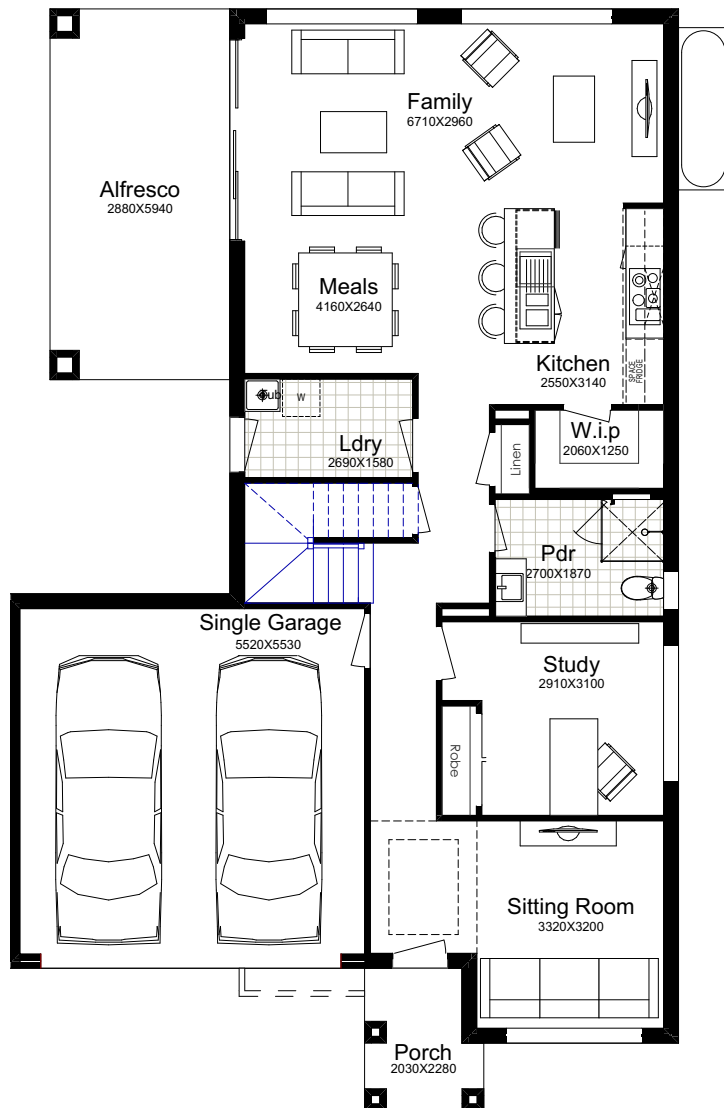 Family
6710X2960
Alfresco
2880X5940
Meals
4160X2640
Kitchen
2550X3140
SPACE
FRIDGE
Tub
W
Ldry
2690X1580
Linen
W.i.p
2060X1250
Pdr
2700X1870
Single Garage
5520X5530
Study
2910X3100
Robe
Sitting Room
3320X3200
Porch
2030X2280